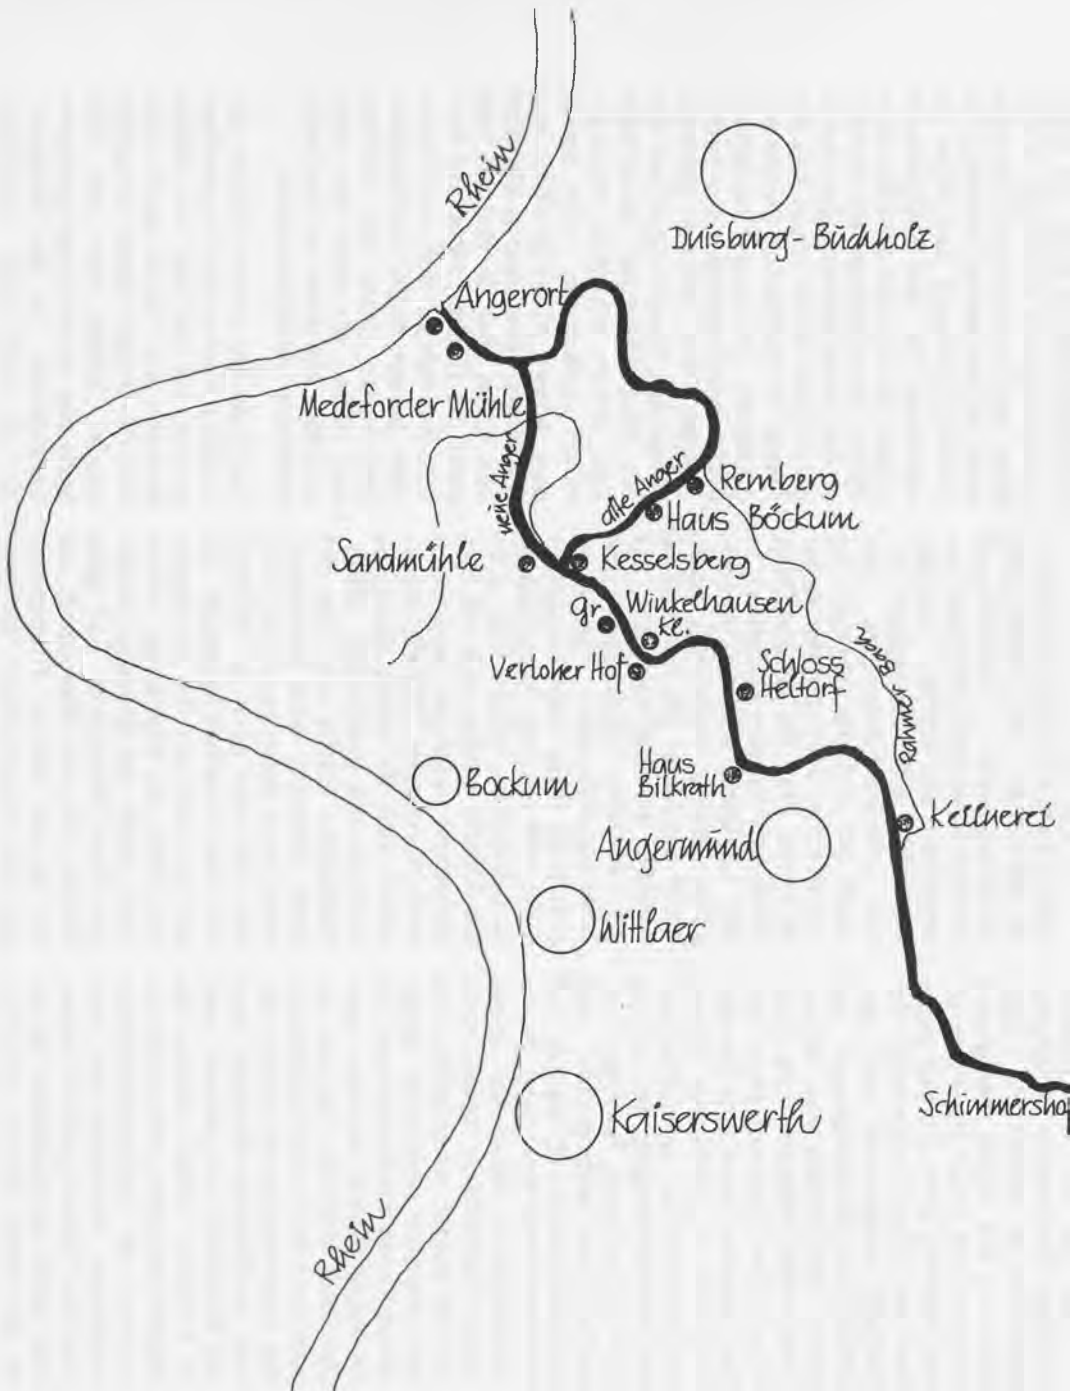 Rhein
Duisburg - Buchholz
Angerort
Medeforder Mühle
neue Anger
alte Anger
Remberg
Haus Böckum
Sandmühle
Kesselsberg
gr.
Winkelhausen
Kl.
Verloher Hof
Schloss
Heltorf
Rahmer Bach
Haus
Bilkrath
Bockum
Kellnerei
Angermund
Wittlaer
Kaiserswerth
Schimmershof
Rhein